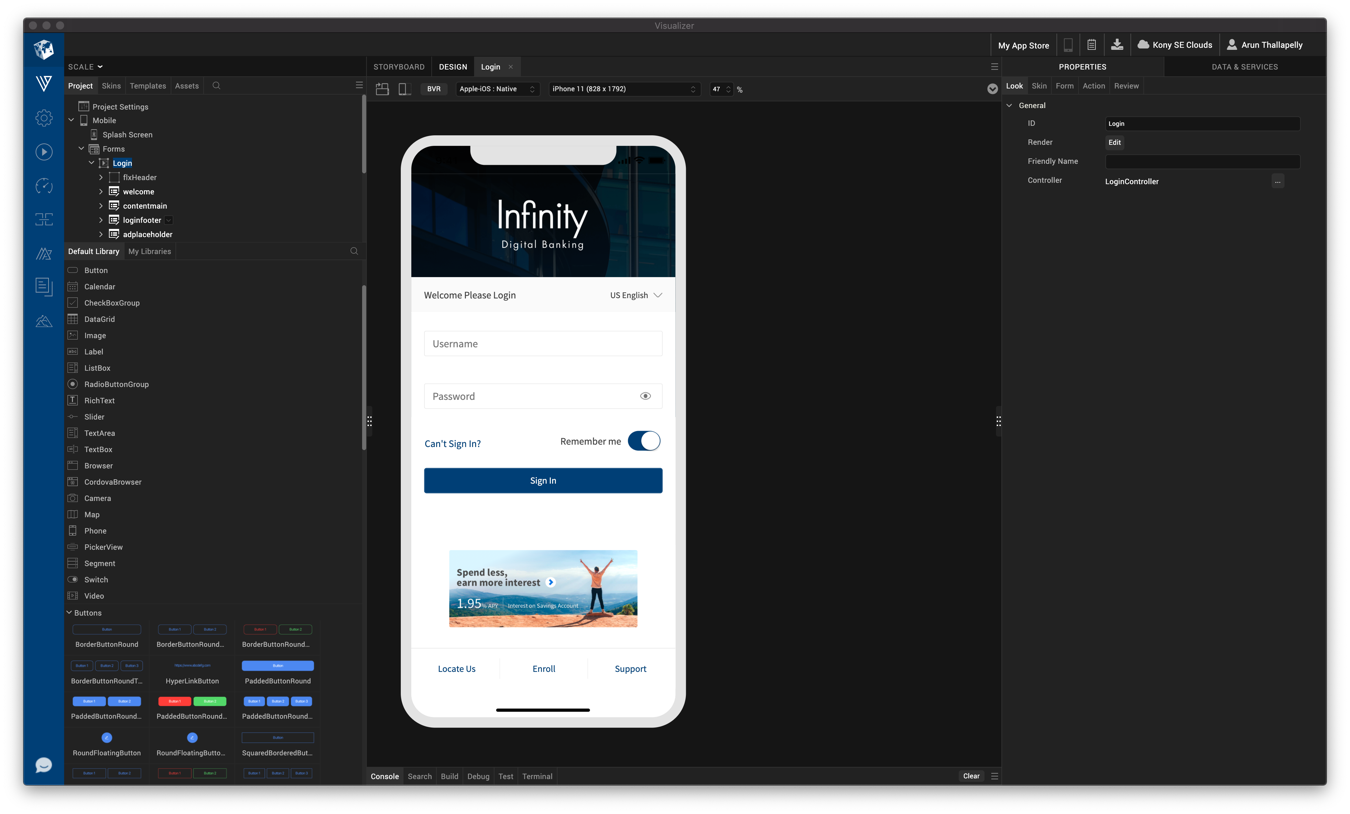 Visualizer
My App Store
Kony SE Clouds
Arun Thallapelly
SCALE
Project Skins Templates Assets
Project Settings
Mobile
Splash Screen
Forms
Login
flxHeader
welcome
contentmain
loginfooter
adplaceholder
Default Library My Libraries
Button
Calendar
CheckBoxGroup
DataGrid
Image
Label
ListBox
RadioButtonGroup
RichText
Slider
TextArea
TextBox
Browser
CordovaBrowser
Camera
Map
Phone
PickerView
Segment
Switch
Video
Buttons
BorderButtonRound BorderButtonRound... BorderButtonRound...
BorderButtonRoundT... HyperLinkButton PaddedButtonRound
PaddedButtonRound... PaddedButtonRound... PaddedButtonRound...
RoundFloatingButton RoundFloatingButto... SquaredBorderedBut...
STORYBOARD DESIGN Login ×
BVR Apple-iOS : Native iPhone 11 (828 x 1792) 47 %
Infinity
Digital Banking
Welcome Please Login US English
Username
Password
Can't Sign In? Remember me
Sign In
Spend less,
earn more interest
1.95% APY Interest on Savings Account
Locate Us Enroll Support
Console Search Build Debug Test Terminal Clear
PROPERTIES DATA & SERVICES
Look Skin Form Action Review
General
ID Login
Render Edit
Friendly Name
Controller LoginController ...